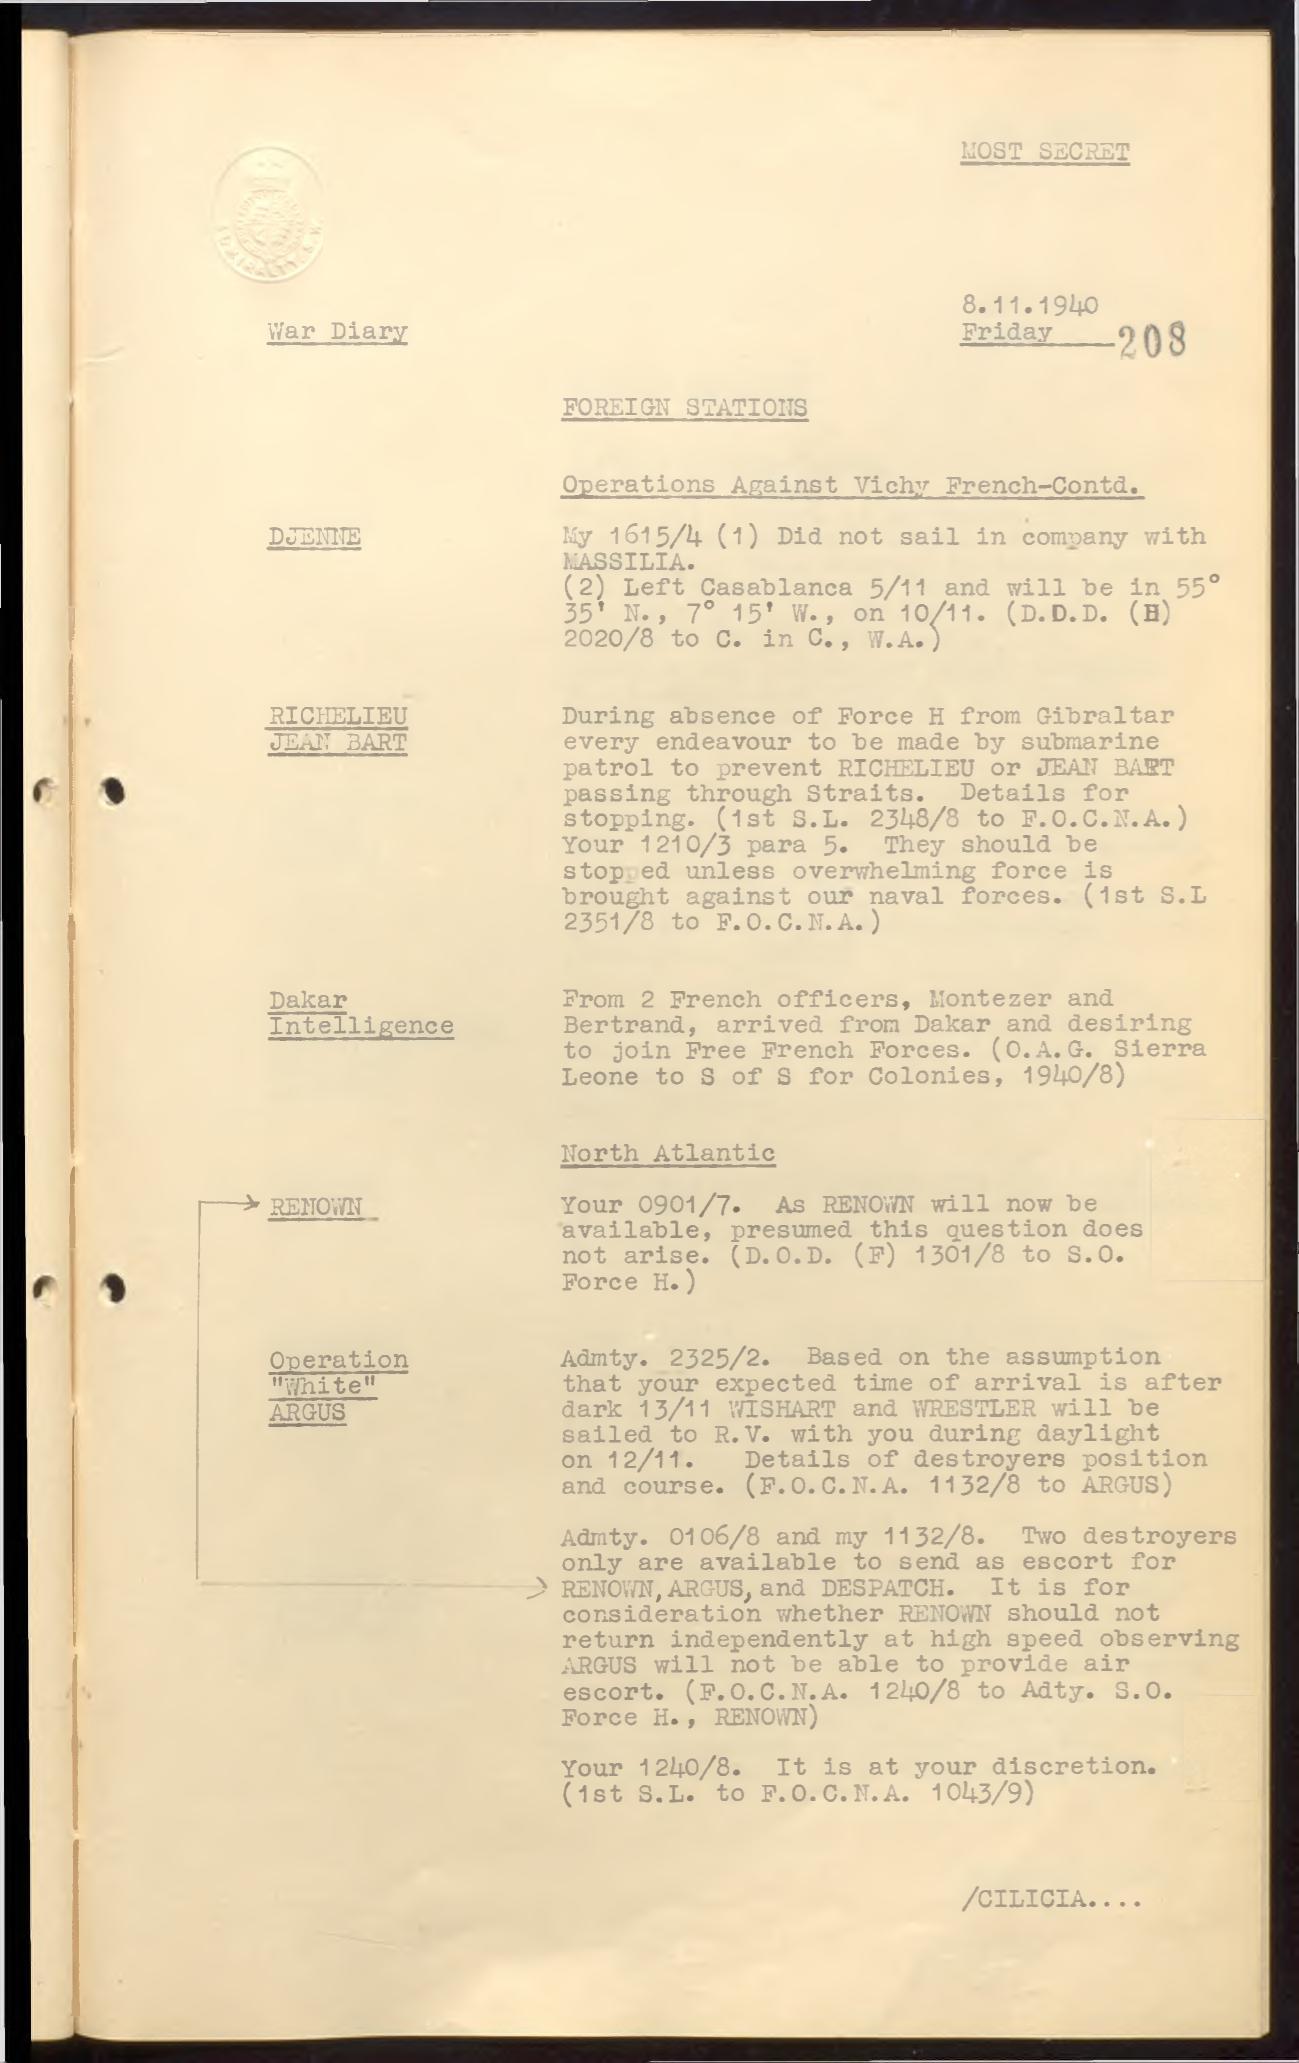 MOST SECRET
ADMIRALTY. S.W.
8.11.1940
War Diary
Friday 208
FOREIGN STATIONS
Operations Against Vichy French-Contd.
DJENNE
My 1615/4 (1) Did not sail in company with
MASSILIA.
(2) Left Casablanca 5/11 and will be in 55°
35' N., 7° 15' W., on 10/11. (D.D.D. (H)
2020/8 to C. in C., W.A.)
RICHELIEU
JEAN BART
During absence of Force H from Gibraltar
every endeavour to be made by submarine
patrol to prevent RICHELIEU or JEAN BART
passing through Straits. Details for
stopping. (1st S.L. 2348/8 to F.O.C.N.A.)
Your 1210/3 para 5. They should be
stopped unless overwhelming force is
brought against our naval forces. (1st S.L
2351/8 to F.O.C.N.A.)
Dakar
Intelligence
From 2 French officers, Montezer and
Bertrand, arrived from Dakar and desiring
to join Free French Forces. (O.A.G. Sierra
Leone to S of S for Colonies, 1940/8)
North Atlantic
RENOWN
Your 0901/7. As RENOWN will now be
available, presumed this question does
not arise. (D.O.D. (F) 1301/8 to S.O.
Force H.)
Operation
"White"
ARGUS
Admty. 2325/2. Based on the assumption
that your expected time of arrival is after
dark 13/11 WISHART and WRESTLER will be
sailed to R.V. with you during daylight
on 12/11. Details of destroyers position
and course. (F.O.C.N.A. 1132/8 to ARGUS)
Admty. 0106/8 and my 1132/8. Two destroyers
only are available to send as escort for
RENOWN, ARGUS, and DESPATCH. It is for
consideration whether RENOWN should not
return independently at high speed observing
ARGUS will not be able to provide air
escort. (F.O.C.N.A. 1240/8 to Adty. S.O.
Force H., RENOWN)
Your 1240/8. It is at your discretion.
(1st S.L. to F.O.C.N.A. 1043/9)
/CILICIA....